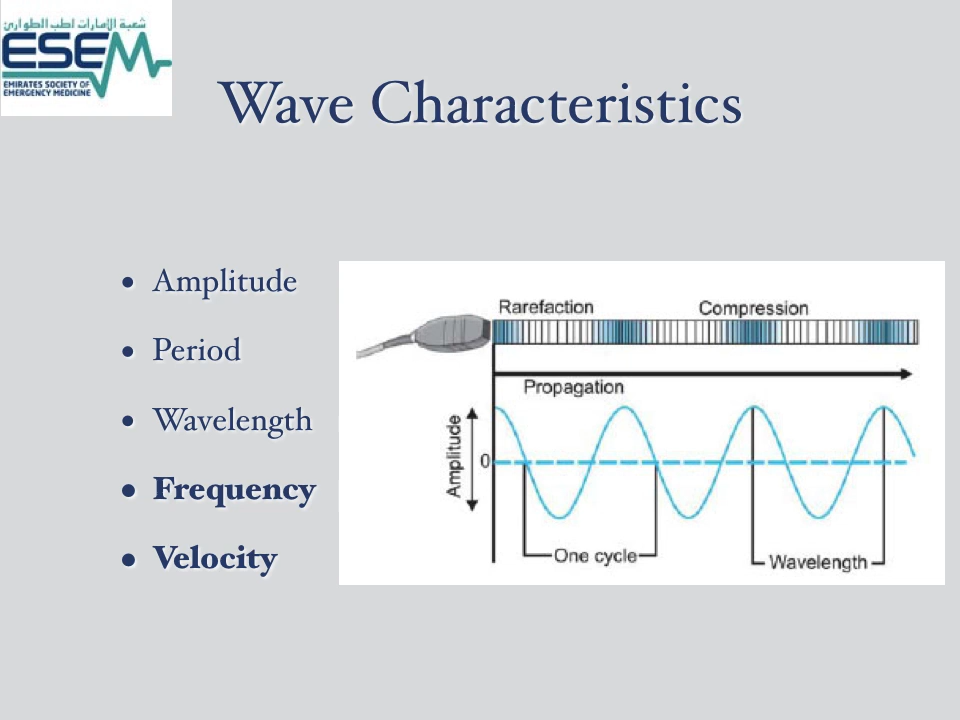 شعبة الإمارات لطب الطوارئ
ESEM
EMIRATES SOCIETY OF
EMERGENCY MEDICINE
Wave Characteristics
• Amplitude
• Period
• Wavelength
• Frequency
• Velocity
Rarefaction Compression
Propagation
Amplitude
0
One cycle
Wavelength